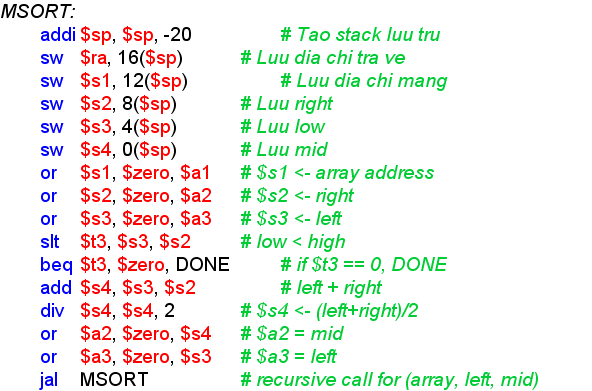 MSORT:
addi $sp, $sp, -20 # Tao stack luu tru
sw $ra, 16($sp) # Luu dia chi tra ve
sw $s1, 12($sp) # Luu dia chi mang
sw $s2, 8($sp) # Luu right
sw $s3, 4($sp) # Luu low
sw $s4, 0($sp) # Luu mid
or $s1, $zero, $a1 # $s1 <- array address
or $s2, $zero, $a2 # $s2 <- right
or $s3, $zero, $a3 # $s3 <- left
slt $t3, $s3, $s2 # low < high
beq $t3, $zero, DONE # if $t3 == 0, DONE
add $s4, $s3, $s2 # left + right
div $s4, $s4, 2 # $s4 <- (left+right)/2
or $a2, $zero, $s4 # $a2 = mid
or $a3, $zero, $s3 # $a3 = left
jal MSORT # recursive call for (array, left, mid)